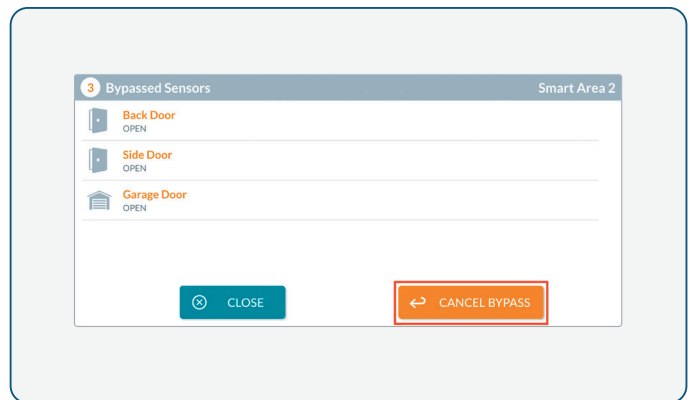 3 Bypassed Sensors Smart Area 2
Back Door
OPEN
Side Door
OPEN
Garage Door
OPEN
CLOSE CANCEL BYPASS